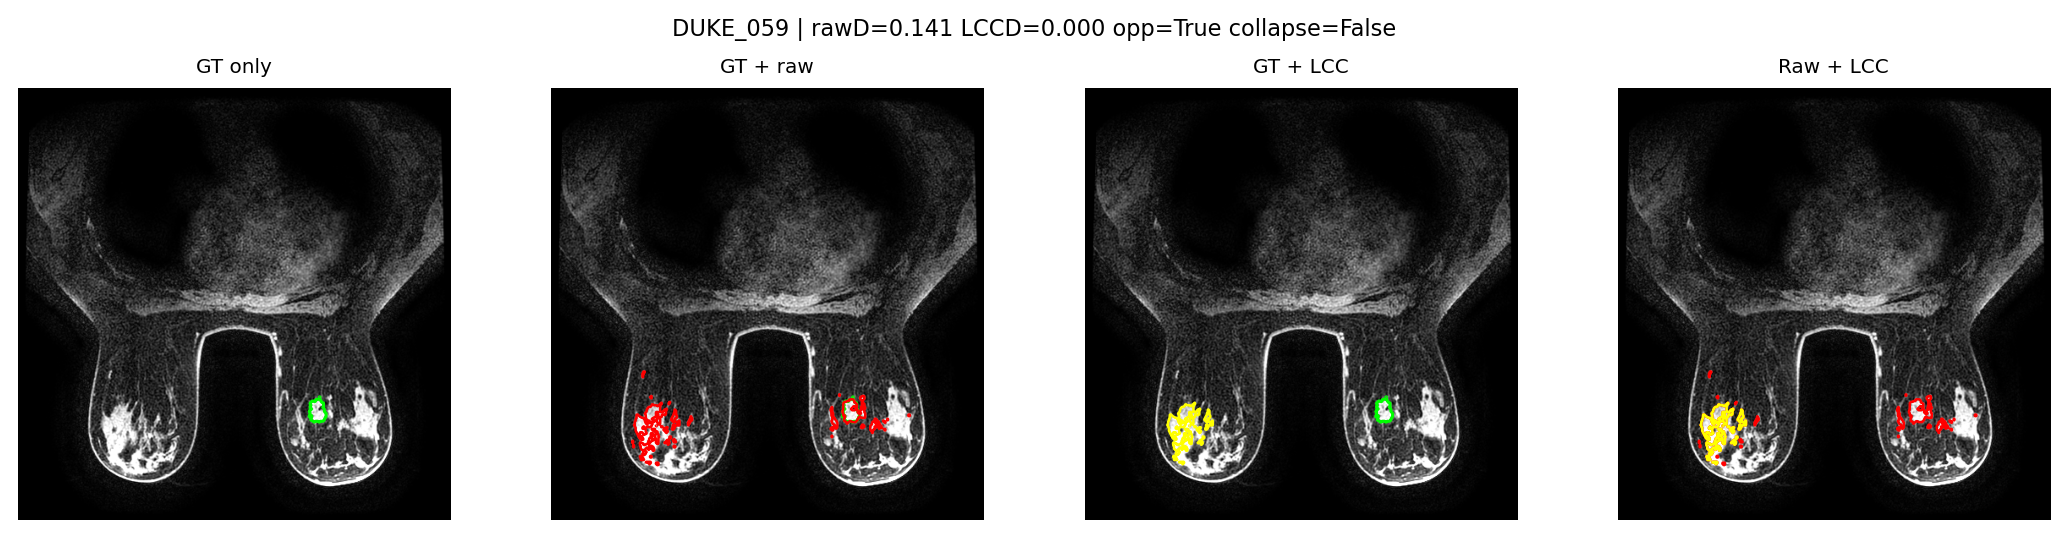 DUKE_059 | rawD=0.141 LCCD=0.000 opp=True collapse=False
GT only
GT + raw
GT + LCC
Raw + LCC